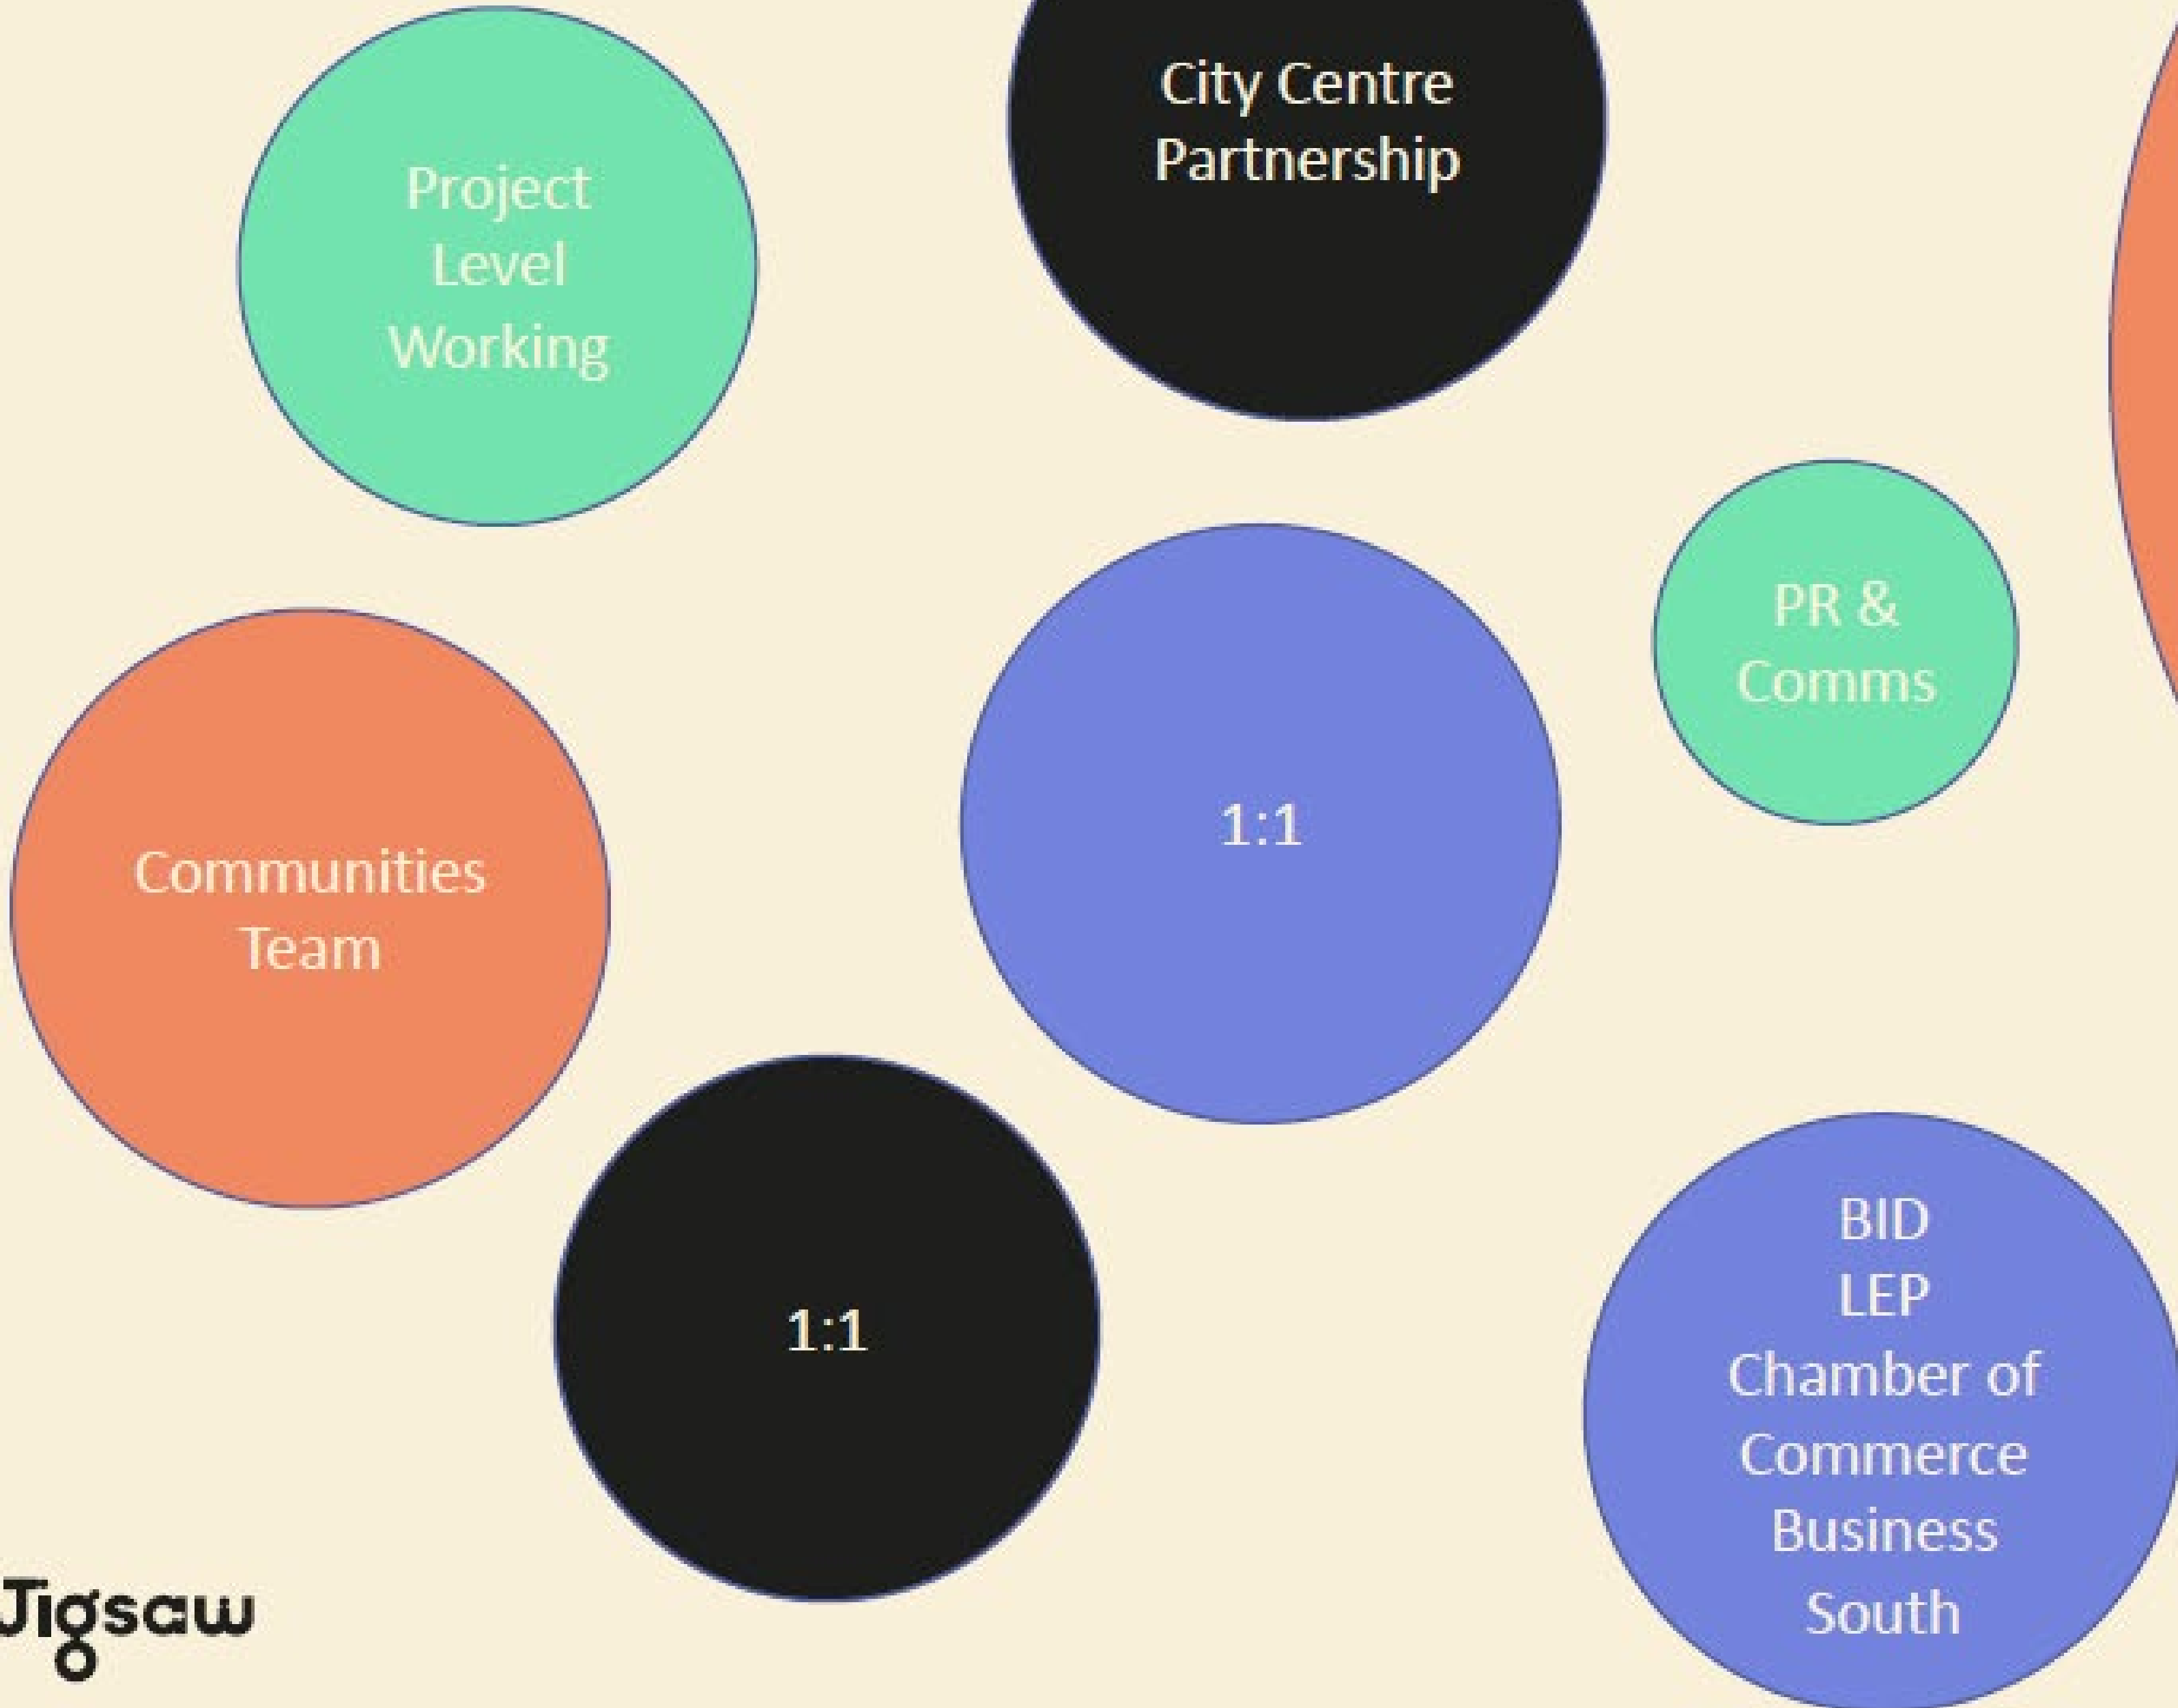 Project
Level
Working
City Centre
Partnership
PR &
Comms
Communities
Team
1:1
1:1
BID
LEP
Chamber of
Commerce
Business
South
Jigsaw